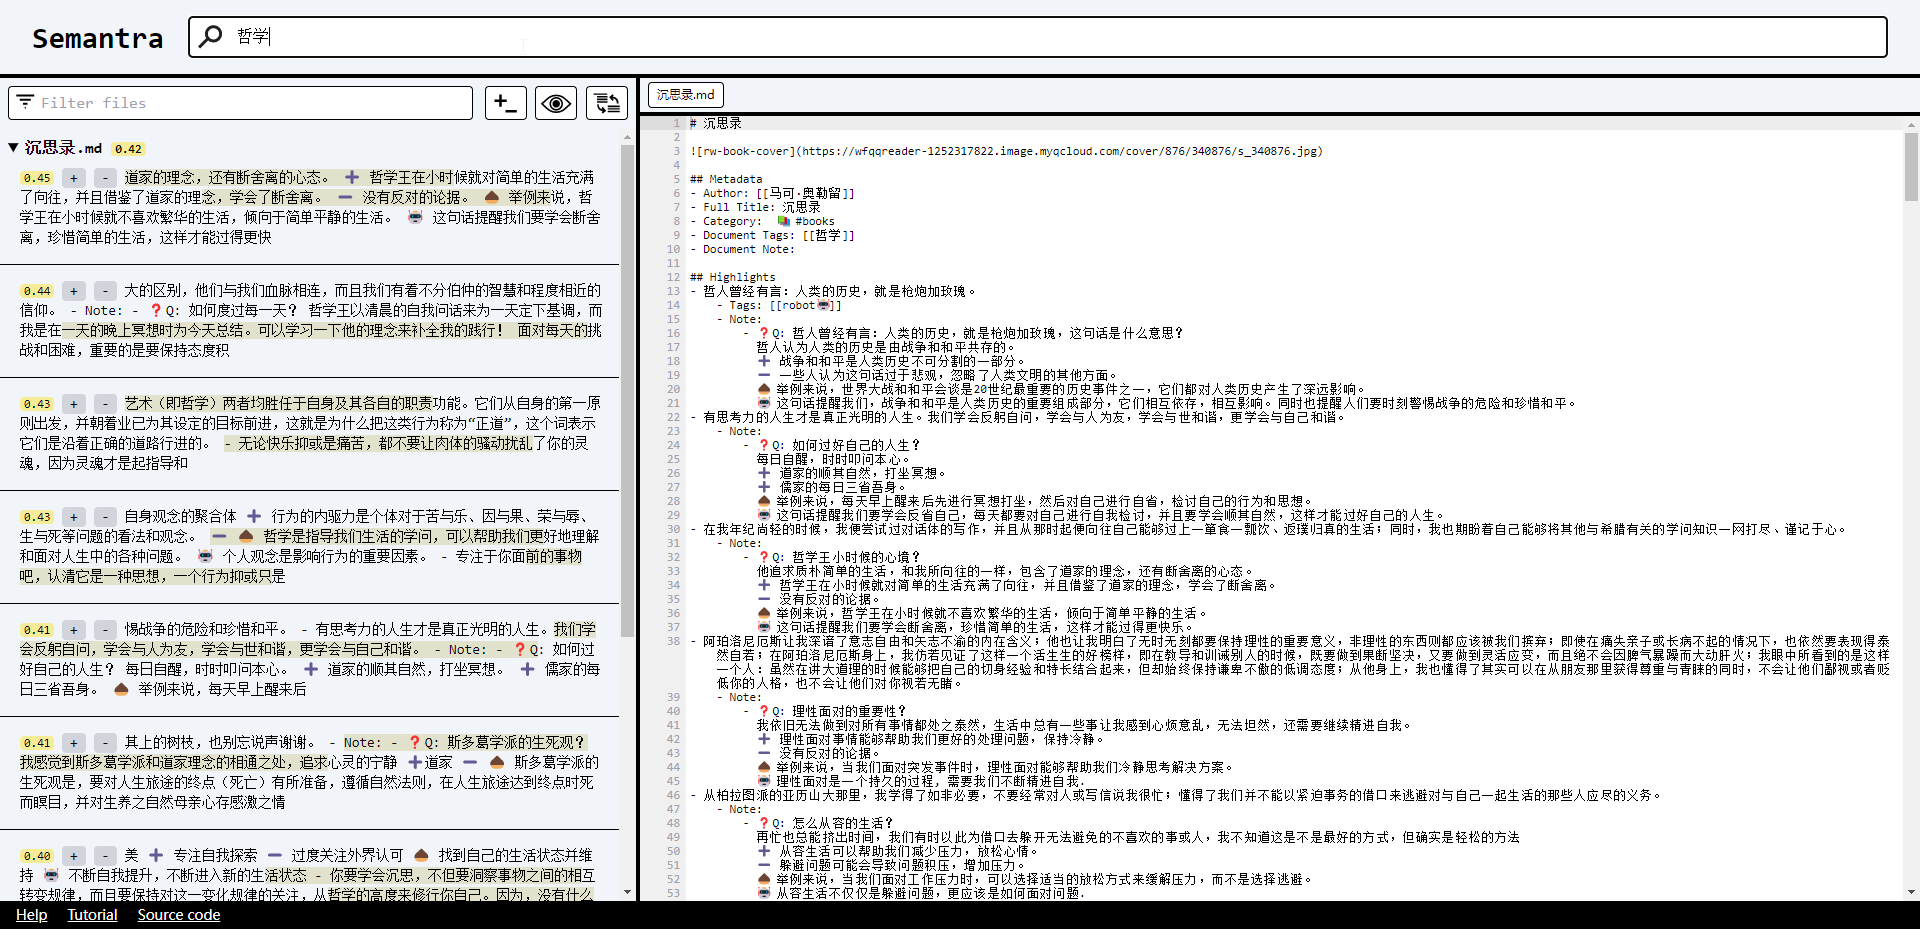 Semantra
哲学
Filter files
沉思录.md 0.42
0.45 + - 道家的理念，还有断舍离的心态。 ➕ 哲学王在小时候就对简单的生活充满
了向往，并且借鉴了道家的理念，学会了断舍离。 ➖ 没有反对的论据。 🌰 举例来说，哲
学王在小时候就不喜欢繁华的生活，倾向于简单平静的生活。 🤖 这句话提醒我们要学会断舍
离，珍惜简单的生活，这样才能过得更快
0.44 + - 大的区别，他们与我们血脉相连，而且我们有着不分伯仲的智慧和程度相近的
信仰。 - Note: - ❓Q: 如何度过每一天？ 哲学王以清晨的自我问话来为一天定下基调，而
我是在一天的晚上冥想时为今天总结。可以学习一下他的理念来补全我的践行！ 面对每天的挑
战和困难，重要的是要保持态度积
0.43 + - 艺术（即哲学）两者均胜任于自身及其各自的职责功能。它们从自身的第一原
则出发，并朝着业已为其设定的目标前进，这就是为什么把这类行为称为“正道”，这个词表示
它们是沿着正确的道路行进的。 - 无论快乐抑或是痛苦，都不要让肉体的骚动扰乱了你的灵
魂，因为灵魂才是起指导和
0.43 + - 自身观念的聚合体 ➕ 行为的内驱力是个体对于苦与乐、因与果、荣与辱、
生与死等问题的看法和观念。 ➖ 🌰 哲学是指导我们生活的学问，可以帮助我们更好地理解
和面对人生中的各种问题。 🤖 个人观念是影响行为的重要因素。 - 专注于你面前的事物
吧，认清它是一种思想，一个行为抑或只是
0.41 + - 惕战争的危险和珍惜和平。 - 有思考力的人生才是真正光明的人生。我们学
会反躬自问，学会与人为友，学会与世和谐，更学会与自己和谐。 - Note: - ❓Q: 如何过
好自己的人生？ 每日自醒，时时叩问本心。 ➕ 道家的顺其自然，打坐冥想。 ➕ 儒家的每
日三省吾身。 🌰 举例来说，每天早上醒来后
0.41 + - 其上的树枝，也别忘说声谢谢。 - Note: - ❓Q: 斯多葛学派的生死观？
我感觉到斯多葛学派和道家理念的相通之处，追求心灵的宁静 ➕道家 ➖ 🌰 斯多葛学派的
生死观是，要对人生旅途的终点（死亡）有所准备，遵循自然法则，在人生旅途达到终点时死
而瞑目，并对生养之自然母亲心存感激之情
0.40 + - 美 ➕ 专注自我探索 ➖ 过度关注外界认可 🌰 找到自己的生活状态并维
持 🤖 不断自我提升，不断进入新的生活状态 - 你要学会沉思，不但要洞察事物之间的相互
转变规律，而且要保持对这一变化规律的关注，从哲学的高度来修行你自己。因为，没有什么
沉思录.md
1 # 沉思录
2
3 ![rw-book-cover](https://wfqqreader-1252317822.image.myqcloud.com/cover/876/340876/s_340876.jpg)
4
5 ## Metadata
6 - Author: [[马可·奥勒留]]
7 - Full Title: 沉思录
8 - Category: 📚 #books
9 - Document Tags: [[哲学]]
10 - Document Note:
11
12 ## Highlights
13 - 哲人曾经有言：人类的历史，就是枪炮加玫瑰。
14 - Tags: [[robot🤖]]
15 - Note:
16 - ❓Q: 哲人曾经有言：人类的历史，就是枪炮加玫瑰，这句话是什么意思？
17 哲人认为人类的历史是由战争和和平共存的。
18 ➕ 战争和和平是人类历史不可分割的一部分。
19 ➖ 一些人认为这句话过于悲观，忽略了人类文明的其他方面。
20 🌰 举例来说，世界大战和和平会谈是20世纪最重要的历史事件之一，它们都对人类历史产生了深远影响。
21 🤖 这句话提醒我们，战争和和平是人类历史的重要组成部分，它们相互依存，相互影响。同时也提醒人们要时刻警惕战争的危险和珍惜和平。
22 - 有思考力的人生才是真正光明的人生。我们学会反躬自问，学会与人为友，学会与世和谐，更学会与自己和谐。
23 - Note:
24 - ❓Q: 如何过好自己的人生？
25 每日自醒，时时叩问本心。
26 ➕ 道家的顺其自然，打坐冥想。
27 ➕ 儒家的每日三省吾身。
28 🌰 举例来说，每天早上醒来后先进行冥想打坐，然后对自己进行自省，检讨自己的行为和思想。
29 🤖 这句话提醒我们要学会反省自己，每天都要对自己进行自我检讨，并且要学会顺其自然，这样才能过好自己的人生。
30 - 在我年纪尚轻的时候，我便尝试过对话体的写作，并且从那时起便向往自己能够过上一箪食一瓢饮、返璞归真的生活；同时，我也期盼着自己能够将其他与希腊有关的学问知识一网打尽、谨记于心。
31 - Note:
32 - ❓Q: 哲学王小时候的心境？
33 他追求质朴简单的生活，和我所向往的一样，包含了道家的理念，还有断舍离的心态。
34 ➕ 哲学王在小时候就对简单的生活充满了向往，并且借鉴了道家的理念，学会了断舍离。
35 ➖ 没有反对的论据。
36 🌰 举例来说，哲学王在小时候就不喜欢繁华的生活，倾向于简单平静的生活。
37 🤖 这句话提醒我们要学会断舍离，珍惜简单的生活，这样才能过得更快乐。
38 - 阿珀洛尼厄斯让我深谙了意志自由和矢志不渝的内在含义；他也让我明白了无时无刻都要保持理性的重要意义，非理性的东西则都应该被我们摈弃；即使在痛失亲子或长病不起的情况下，也依然要表现得泰
然自若；在阿珀洛尼厄斯身上，我仿若见证了这样一个活生生的好榜样，即在教导和训诫别人的时候，既要做到果断坚决，又要做到灵活应变，而且绝不会因脾气暴躁而大动肝火；我眼中所看到的是这样
一个人：虽然在讲大道理的时候能够把自己的切身经验和特长结合起来，但却始终保持谦卑不傲的低调态度；从他身上，我也懂得了其实可以在从朋友那里获得尊重与青睐的同时，不会让他们鄙视或者贬
低你的人格，也不会让他们对你视若无睹。
39 - Note:
40 - ❓Q: 理性面对的重要性？
41 我依旧无法做到对所有事情都处之泰然，生活中总有一些事让我感到心烦意乱，无法坦然，还需要继续精进自我。
42 ➕ 理性面对事情能够帮助我们更好的处理问题，保持冷静。
43 ➖ 没有反对的论据。
44 🌰 举例来说，当我们面对突发事件时，理性面对能够帮助我们冷静思考解决方案。
45 🤖 理性面对是一个持久的过程，需要我们不断精进自我.
46 - 从柏拉图派的亚历山大那里，我学得了如非必要，不要经常对人或写信说我很忙；懂得了我们并不能以紧迫事务的借口来逃避对与自己一起生活的那些人应尽的义务。
47 - Note:
48 - ❓Q: 怎么从容的生活？
49 再忙也总能挤出时间，我们有时以此为借口去躲开无法避免的不喜欢的事或人，我不知道这是不是最好的方式，但确实是轻松的方法
50 ➕ 从容生活可以帮助我们减少压力，放松心情。
51 ➖ 躲避问题可能会导致问题积压，增加压力。
52 🌰 举例来说，当我们面对工作压力时，可以选择适当的放松方式来缓解压力，而不是选择逃避。
53 🤖 从容生活不仅仅是躲避问题，更应该是如何面对问题.
Help Tutorial Source code